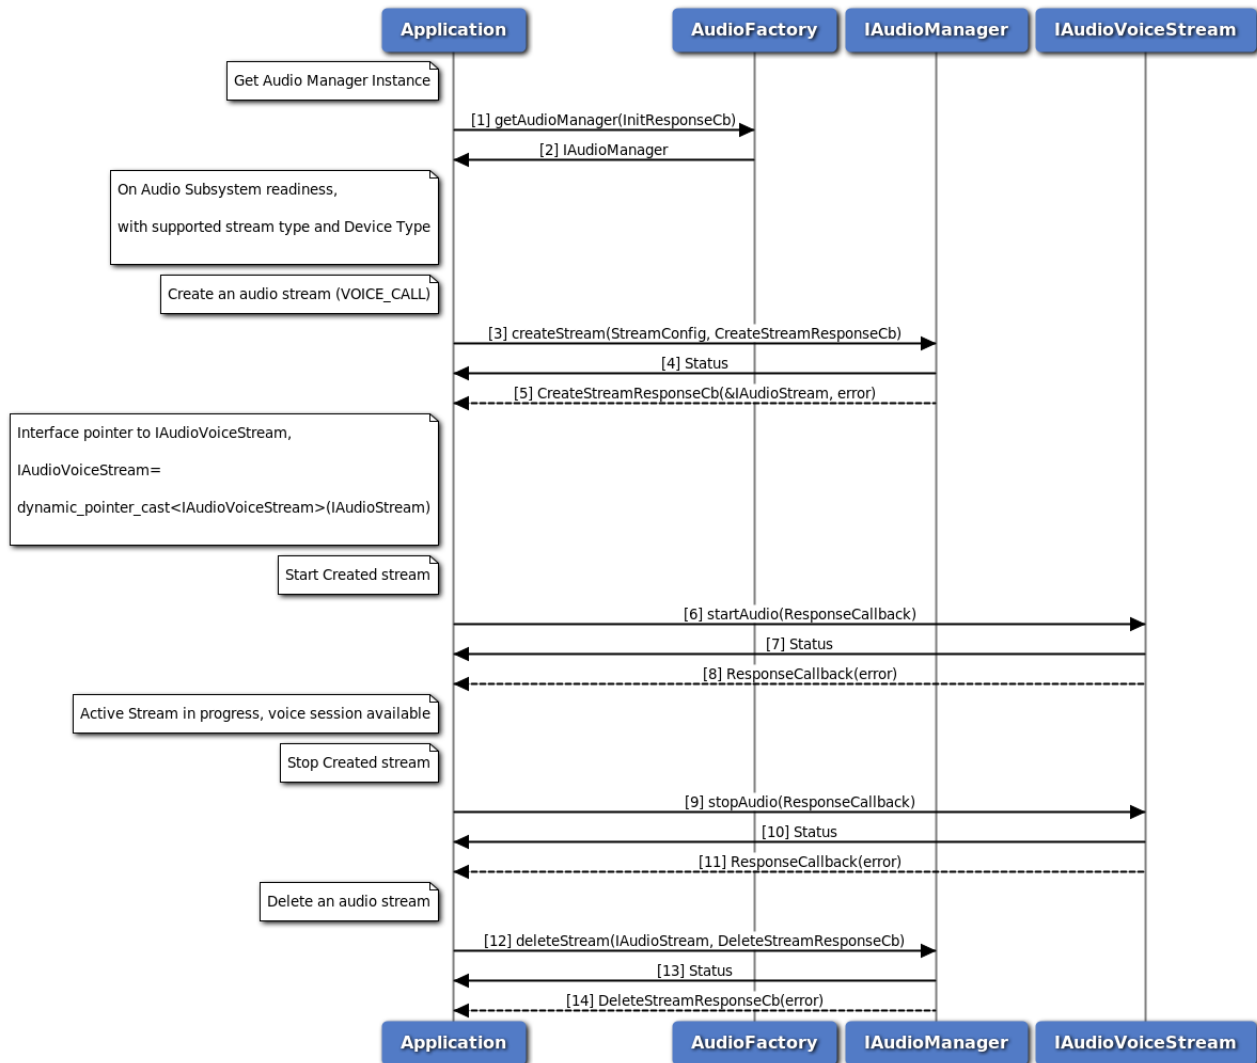 Application
AudioFactory
IAudioManager
IAudioVoiceStream
Get Audio Manager Instance
[1] getAudioManager(InitResponseCb)
[2] IAudioManager
On Audio Subsystem readiness,
with supported stream type and Device Type
Create an audio stream (VOICE_CALL)
[3] createStream(StreamConfig, CreateStreamResponseCb)
[4] Status
[5] CreateStreamResponseCb(&IAudioStream, error)
Interface pointer to IAudioVoiceStream,
IAudioVoiceStream=
dynamic_pointer_cast<IAudioVoiceStream>(IAudioStream)
Start Created stream
[6] startAudio(ResponseCallback)
[7] Status
[8] ResponseCallback(error)
Active Stream in progress, voice session available
Stop Created stream
[9] stopAudio(ResponseCallback)
[10] Status
[11] ResponseCallback(error)
Delete an audio stream
[12] deleteStream(IAudioStream, DeleteStreamResponseCb)
[13] Status
[14] DeleteStreamResponseCb(error)
Application
AudioFactory
IAudioManager
IAudioVoiceStream